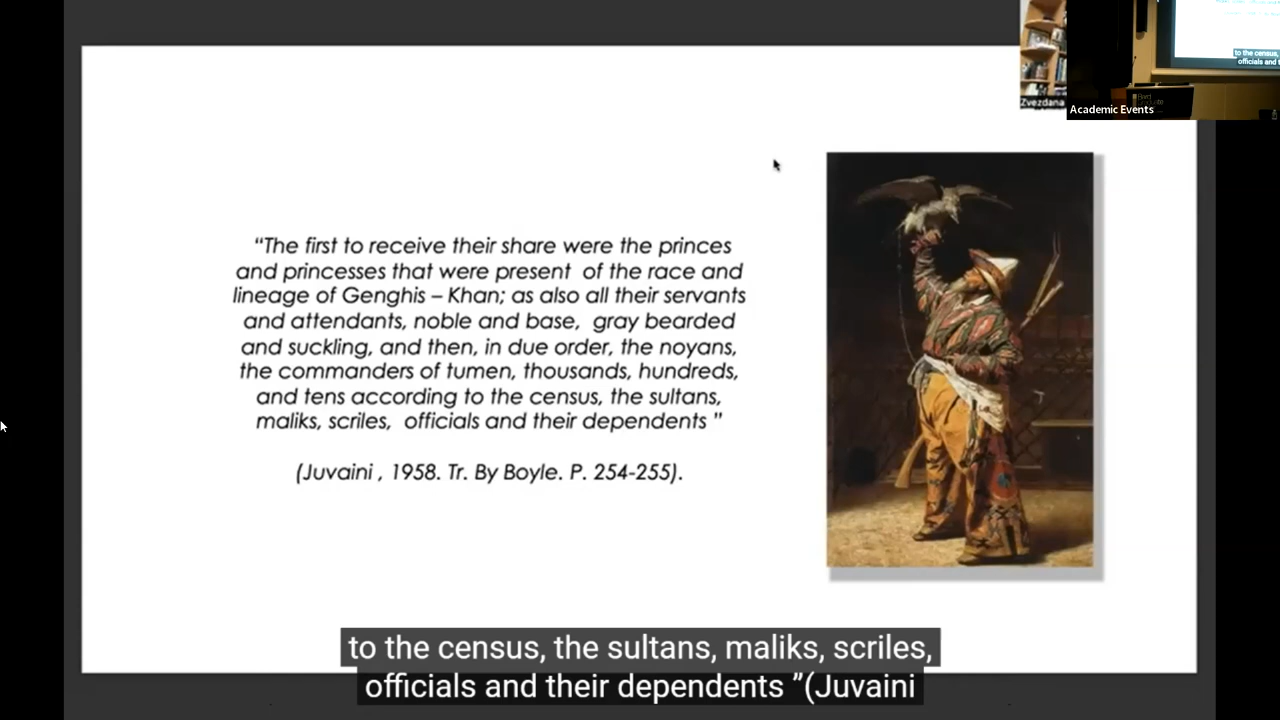 “The first to receive their share were the princes
and princesses that were present of the race and
lineage of Genghis – Khan; as also all their servants
and attendants, noble and base, gray bearded
and suckling, and then, in due order, the noyans,
the commanders of tumen, thousands, hundreds,
and tens according to the census, the sultans,
maliks, scriles, officials and their dependents ”
(Juvaini , 1958. Tr. By Boyle. P. 254-255).
Zvezdana
Academic Events
to the census,
officials and t
to the census, the sultans, maliks, scriles,
officials and their dependents ”(Juvaini